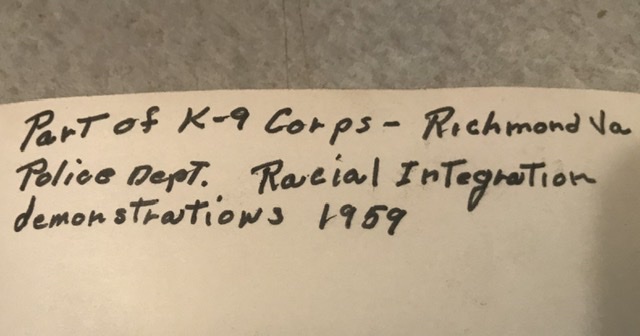 Part of K-9 Corps - Richmond Va
Police Dept. Racial Integration
demonstrations 1959